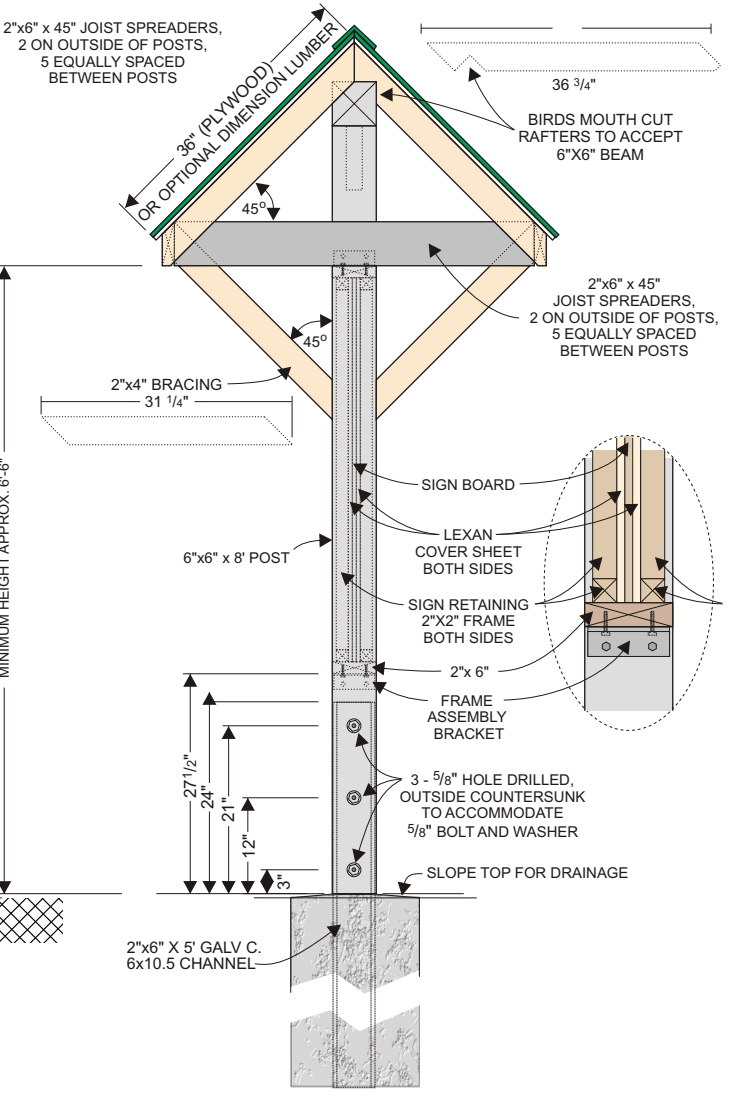 2"x6" x 45" JOIST SPREADERS,
2 ON OUTSIDE OF POSTS,
5 EQUALLY SPACED
BETWEEN POSTS
36" (PLYWOOD)
OR OPTIONAL DIMENSION LUMBER
36 3/4"
BIRDS MOUTH CUT
RAFTERS TO ACCEPT
6"X6" BEAM
45º
2"x6" x 45"
JOIST SPREADERS,
2 ON OUTSIDE OF POSTS,
5 EQUALLY SPACED
BETWEEN POSTS
45º
2"x4" BRACING
31 1/4"
MINIMUM HEIGHT APPROX. 6'-6"
SIGN BOARD
LEXAN
COVER SHEET
BOTH SIDES
6"x6" x 8' POST
SIGN RETAINING
2"X2" FRAME
BOTH SIDES
2"x 6"
FRAME
ASSEMBLY
BRACKET
27 1/2"
24"
21"
12"
3"
3 - 5/8" HOLE DRILLED,
OUTSIDE COUNTERSUNK
TO ACCOMMODATE
5/8" BOLT AND WASHER
SLOPE TOP FOR DRAINAGE
2"x6" X 5' GALV C.
6x10.5 CHANNEL